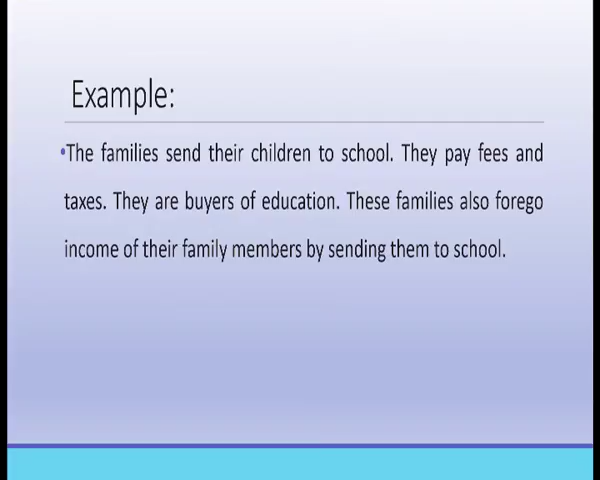 Example:
•The families send their children to school. They pay fees and
taxes. They are buyers of education. These families also forego
income of their family members by sending them to school.